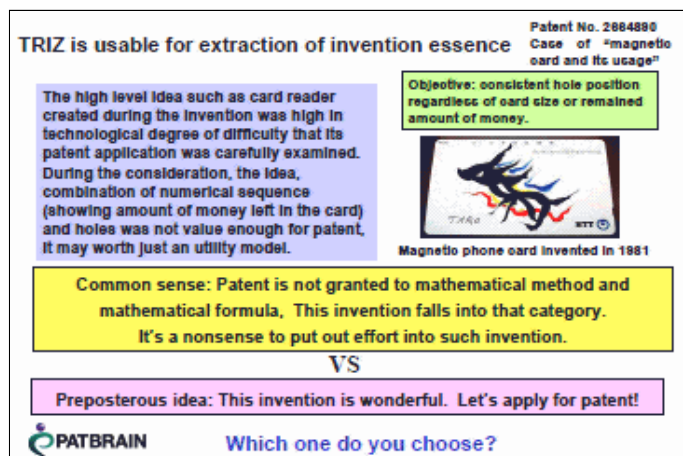 TRIZ is usable for extraction of invention essence
Patent No. 2664890
Case of "magnetic
card and its usage"
The high level idea such as card reader
created during the invention was high in
technological degree of difficulty that its
patent application was carefully examined.
During the consideration, the idea,
combination of numerical sequence
(showing amount of money left in the card)
and holes was not value enough for patent,
it may worth just an utility model.
Objective: consistent hole position
regardless of card size or remained
amount of money.
TARO
NTT
Magnetic phone card invented in 1981
Common sense: Patent is not granted to mathematical method and
mathematical formula, This invention falls into that category.
It's a nonsense to put out effort into such invention.
VS
Preposterous idea: This invention is wonderful. Let's apply for patent!
PATBRAIN
Which one do you choose?